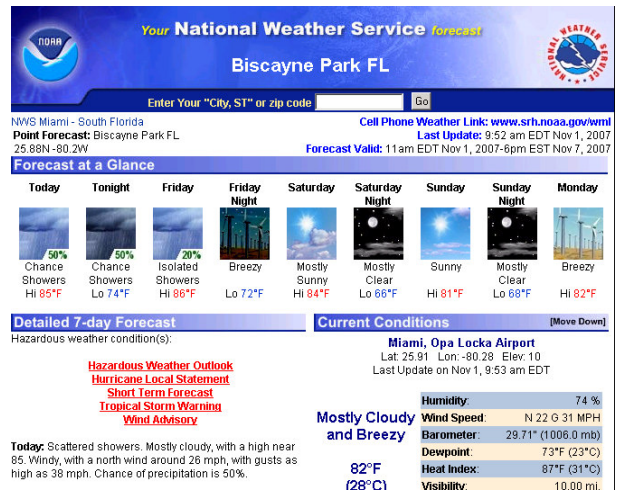 NOAA
Your National Weather Service forecast
Biscayne Park FL
Enter Your "City, ST" or zip code
Go
NWS Miami - South Florida
Point Forecast: Biscayne Park FL
25.88N -80.2W
Cell Phone Weather Link: www.srh.noaa.gov/wml
Last Update: 9:52 am EDT Nov 1, 2007
Forecast Valid: 11am EDT Nov 1, 2007-6pm EST Nov 7, 2007
Forecast at a Glance
Today Tonight Friday Friday Night Saturday Saturday Night Sunday Sunday Night Monday
50% 50% 20%
Chance Showers Chance Showers Isolated Showers Breezy Mostly Sunny Mostly Clear Sunny Mostly Clear Breezy
Hi 85°F Lo 74°F Hi 86°F Lo 72°F Hi 84°F Lo 66°F Hi 81°F Lo 68°F Hi 82°F
Detailed 7-day Forecast
Hazardous weather condition(s):
Hazardous Weather Outlook
Hurricane Local Statement
Short Term Forecast
Tropical Storm Warning
Wind Advisory
Today: Scattered showers. Mostly cloudy, with a high near
85. Windy, with a north wind around 26 mph, with gusts as
high as 38 mph. Chance of precipitation is 50%.
Current Conditions
[Move Down]
Miami, Opa Locka Airport
Lat: 25.91 Lon:-80.28 Elev: 10
Last Update on Nov 1, 9:53 am EDT
Mostly Cloudy
and Breezy
82°F
(28°C)
Humidity: 74 %
Wind Speed: N 22 G 31 MPH
Barometer: 29.71" (1006.0 mb)
Dewpoint: 73°F (23°C)
Heat Index: 87°F (31°C)
Visibility: 10.00 mi.